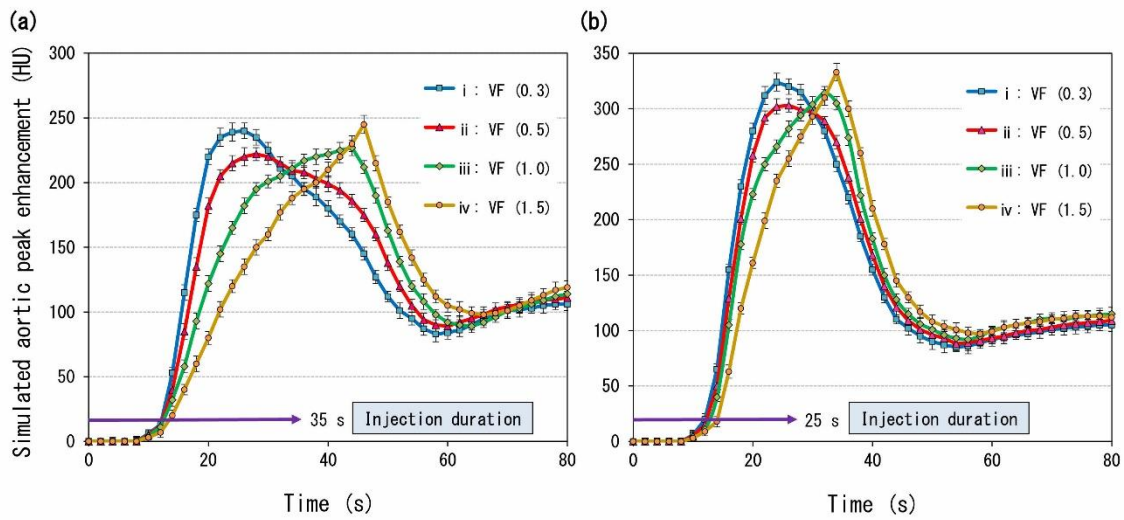 (a)
Simulated aortic peak enhancement (HU)
300
250
200
150
100
50
0
i : VF (0.3)
ii : VF (0.5)
iii : VF (1.0)
iv : VF (1.5)
35 s
Injection duration
0 20 40 60 80
Time (s)
(b)
350
300
250
200
150
100
50
0
i : VF (0.3)
ii : VF (0.5)
iii : VF (1.0)
iv : VF (1.5)
25 s
Injection duration
0 20 40 60 80
Time (s)